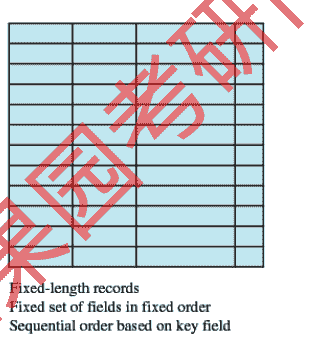 果园考研
Fixed-length records
Fixed set of fields in fixed order
Sequential order based on key field